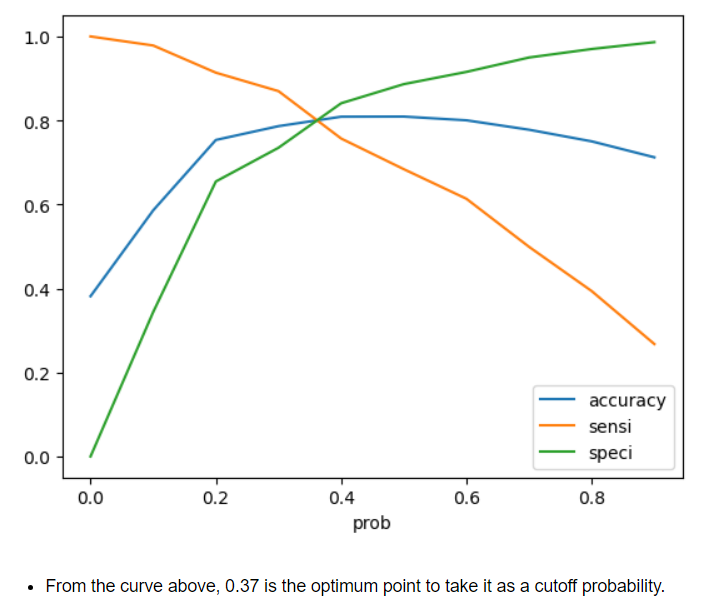 1.0
0.8
0.6
0.4
0.2
0.0
accuracy
sensi
speci
0.0 0.2 0.4 0.6 0.8
prob
• From the curve above, 0.37 is the optimum point to take it as a cutoff probability.